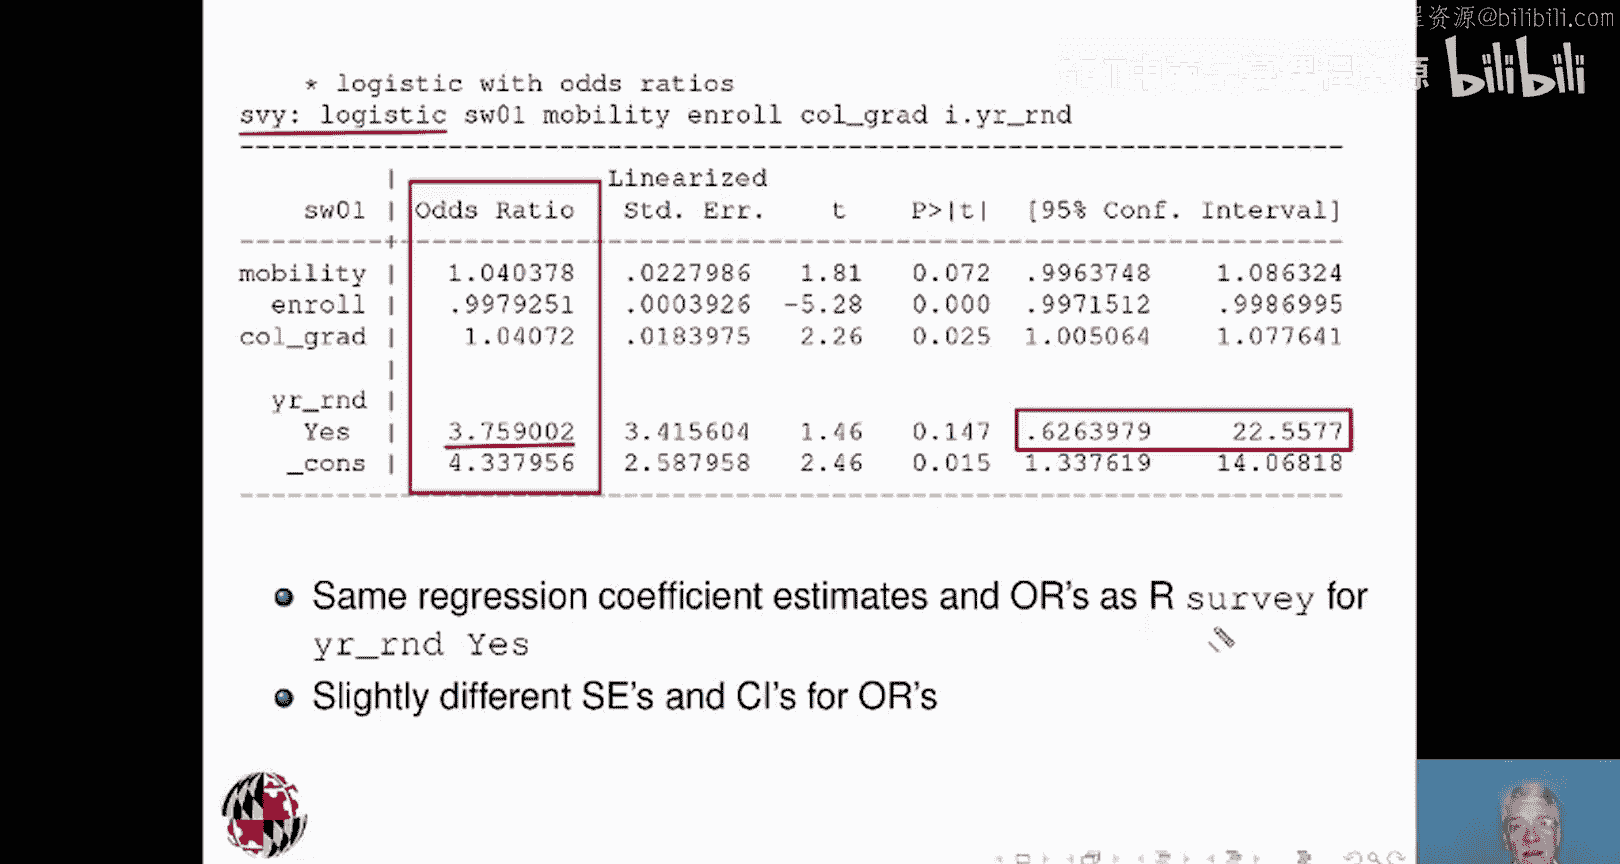 资源@bilibili.com
bilibili
* logistic with odds ratios
svy: logistic sw01 mobility enroll col_grad i.yr_rnd
| Linearized
sw01 | Odds Ratio Std. Err. t P>|t| [95% Conf. Interval]
mobility | 1.040378 .0227986 1.81 0.072 .9963748 1.086324
enroll | .9979251 .0003926 -5.28 0.000 .9971512 .9986995
col_grad | 1.04072 .0183975 2.26 0.025 1.005064 1.077641
|
yr_rnd |
Yes | 3.759002 3.415604 1.46 0.147 .6263979 22.5577
_cons | 4.337956 2.587958 2.46 0.015 1.337619 14.06818
Same regression coefficient estimates and OR's as R survey for
yr_rnd Yes
Slightly different SE's and CI's for OR's